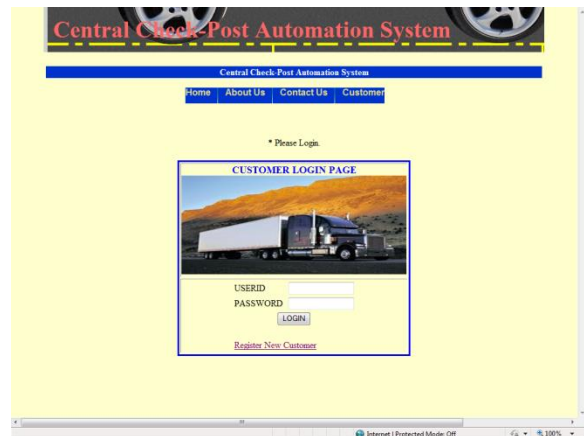 Central Check-Post Automation System
Central Check-Post Automation System
Home About Us Contact Us Customer
* Please Login.
CUSTOMER LOGIN PAGE
USERID
PASSWORD
LOGIN
Register New Customer
Internet | Protected Mode: Off 100%